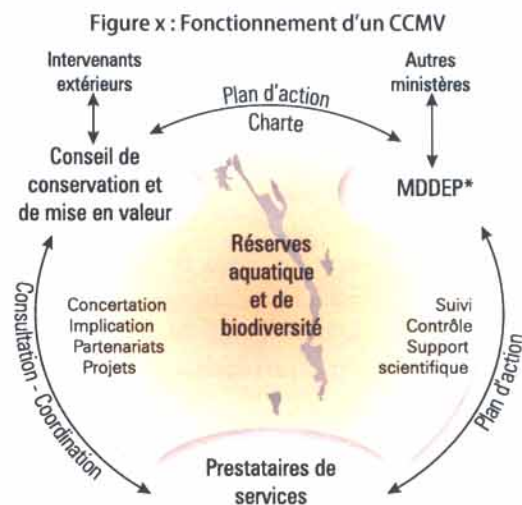 Figure x : Fonctionnement d'un CCMV
Intervenants
extérieurs
Autres
ministères
Plan d'action
Charte
Conseil de
conservation et
de mise en valeur
MDDEP*
Réserves
aquatique
et de
biodiversité
Concertation
Implication
Partenariats
Projets
Suivi
Contrôle
Support
scientifique
Consultation - Coordination
Plan d'action
Prestataires de
services